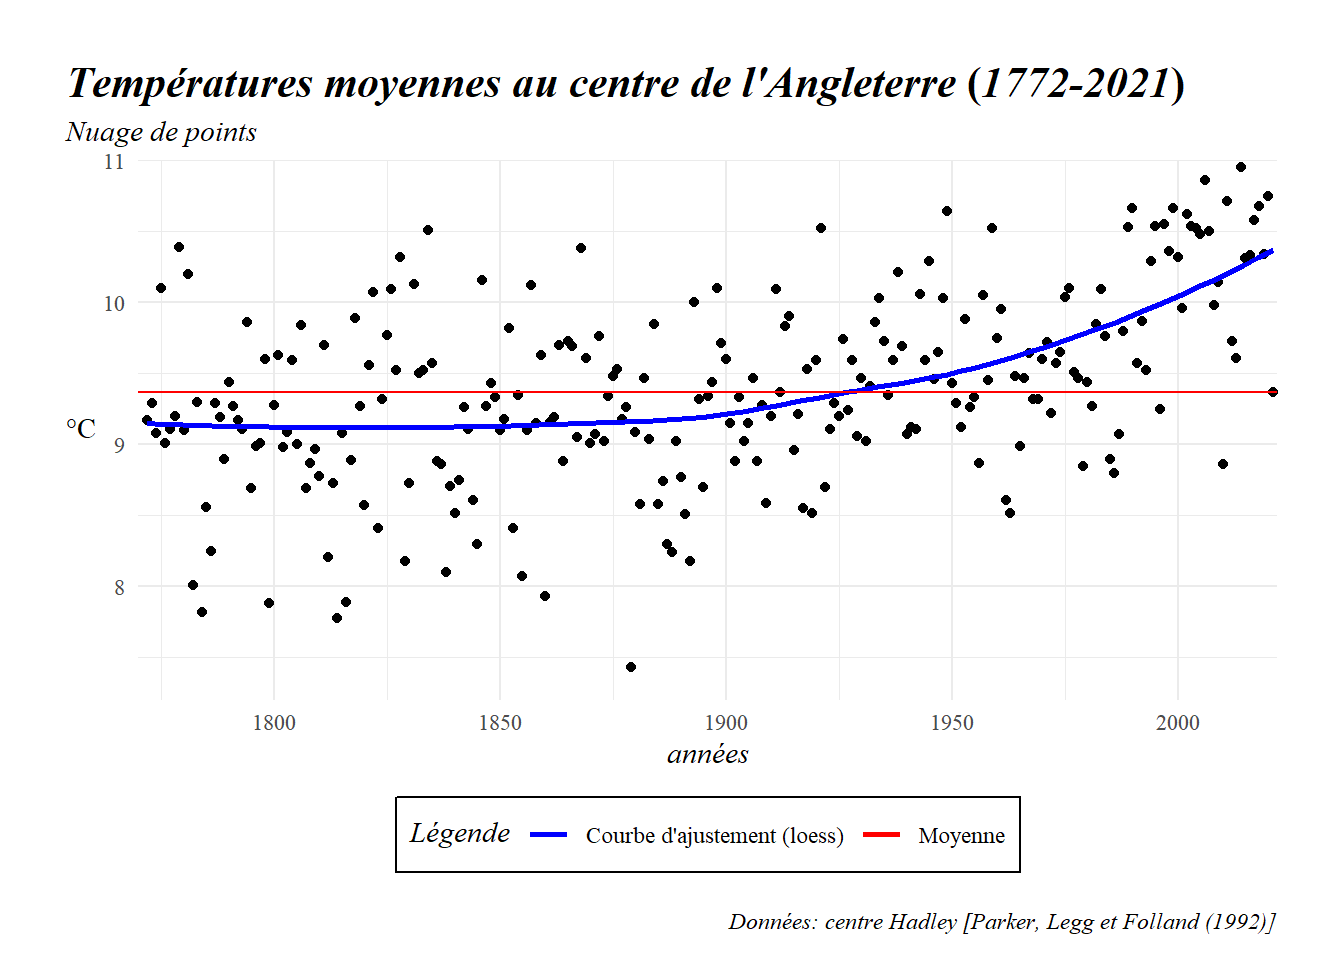 Températures moyennes au centre de l'Angleterre (1772-2021)
Nuage de points
11
10
9
8
°C
1800 1850 1900 1950 2000
années
Légende Courbe d'ajustement (loess) Moyenne
Données: centre Hadley [Parker, Legg et Folland (1992)]